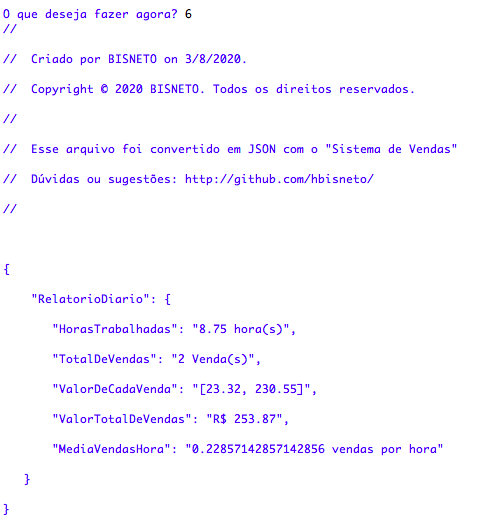 O que deseja fazer agora? 6
//
//  Criado por BISNETO on 3/8/2020.
//  Copyright © 2020 BISNETO. Todos os direitos reservados.
//
//  Esse arquivo foi convertido em JSON com o "Sistema de Vendas"
//  Dúvidas ou sugestões: http://github.com/hbisneto/
//
{
    "RelatorioDiario": {
       "HorasTrabalhadas": "8.75 hora(s)",
       "TotalDeVendas": "2 Venda(s)",
       "ValorDeCadaVenda": "[23.32, 230.55]",
       "ValorTotalDeVendas": "R$ 253.87",
       "MediaVendasHora": "0.22857142857142856 vendas por hora"
   }
}